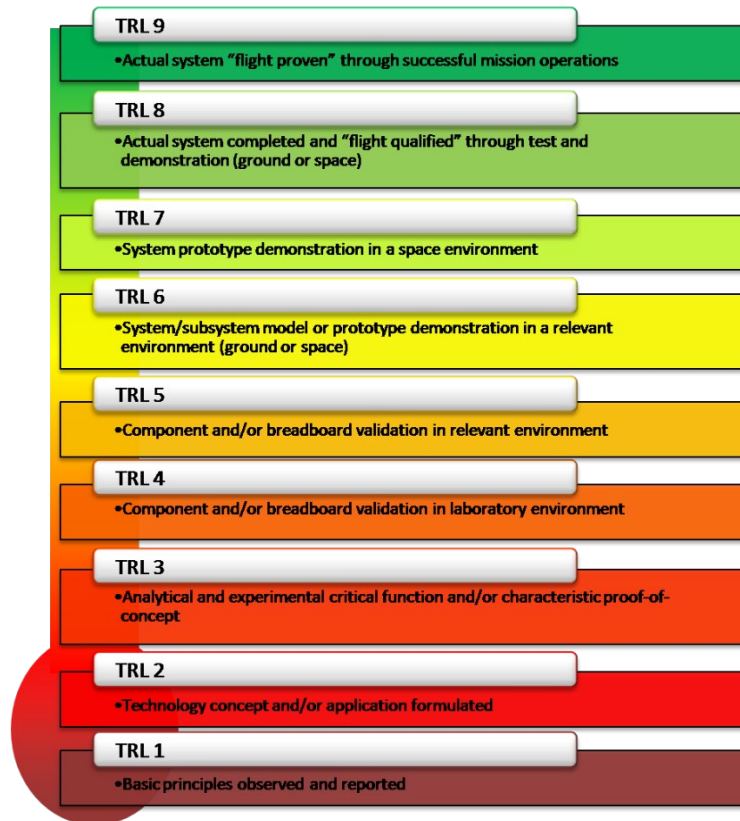 TRL 9
•Actual system “flight proven” through successful mission operations
TRL 8
•Actual system completed and “flight qualified” through test and
demonstration (ground or space)
TRL 7
•System prototype demonstration in a space environment
TRL 6
•System/subsystem model or prototype demonstration in a relevant
environment (ground or space)
TRL 5
•Component and/or breadboard validation in relevant environment
TRL 4
•Component and/or breadboard validation in laboratory environment
TRL 3
•Analytical and experimental critical function and/or characteristic proof-of-
concept
TRL 2
•Technology concept and/or application formulated
TRL 1
•Basic principles observed and reported